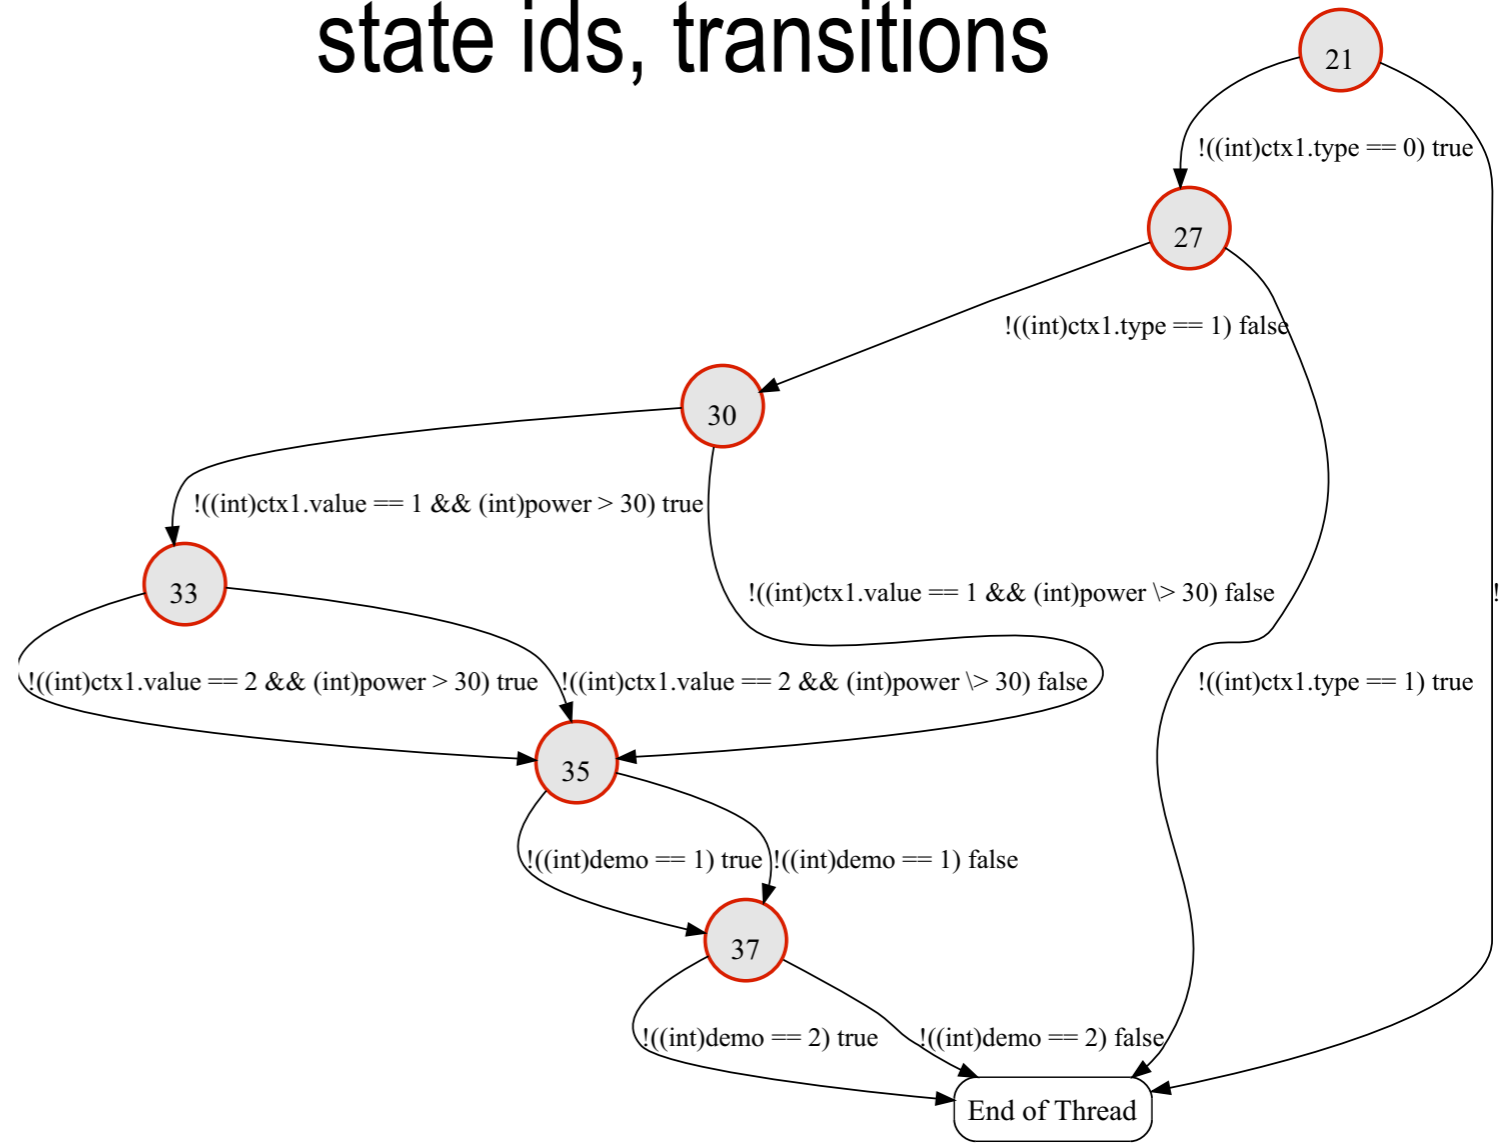 state ids, transitions
21
!((int)ctx1.type == 0) true
27
!((int)ctx1.type == 1) false
30
!((int)ctx1.value == 1 && (int)power > 30) true
33
!((int)ctx1.value == 1 && (int)power \> 30) false
!
!((int)ctx1.value == 2 && (int)power > 30) true
!((int)ctx1.value == 2 && (int)power \> 30) false
!((int)ctx1.type == 1) true
35
!((int)demo == 1) true
!((int)demo == 1) false
37
!((int)demo == 2) true
!((int)demo == 2) false
End of Thread